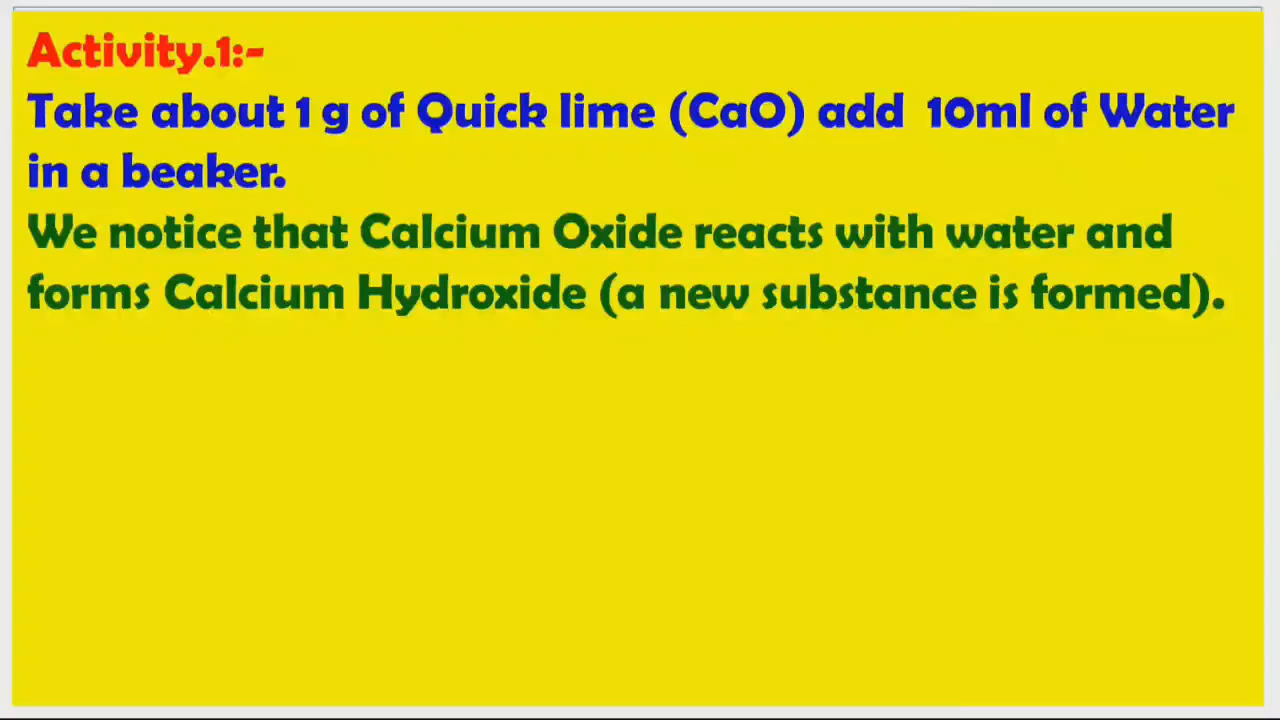 Activity.1:-
Take about 1 g of Quick lime (CaO) add  10ml of Water
in a beaker.
We notice that Calcium Oxide reacts with water and
forms Calcium Hydroxide (a new substance is formed).